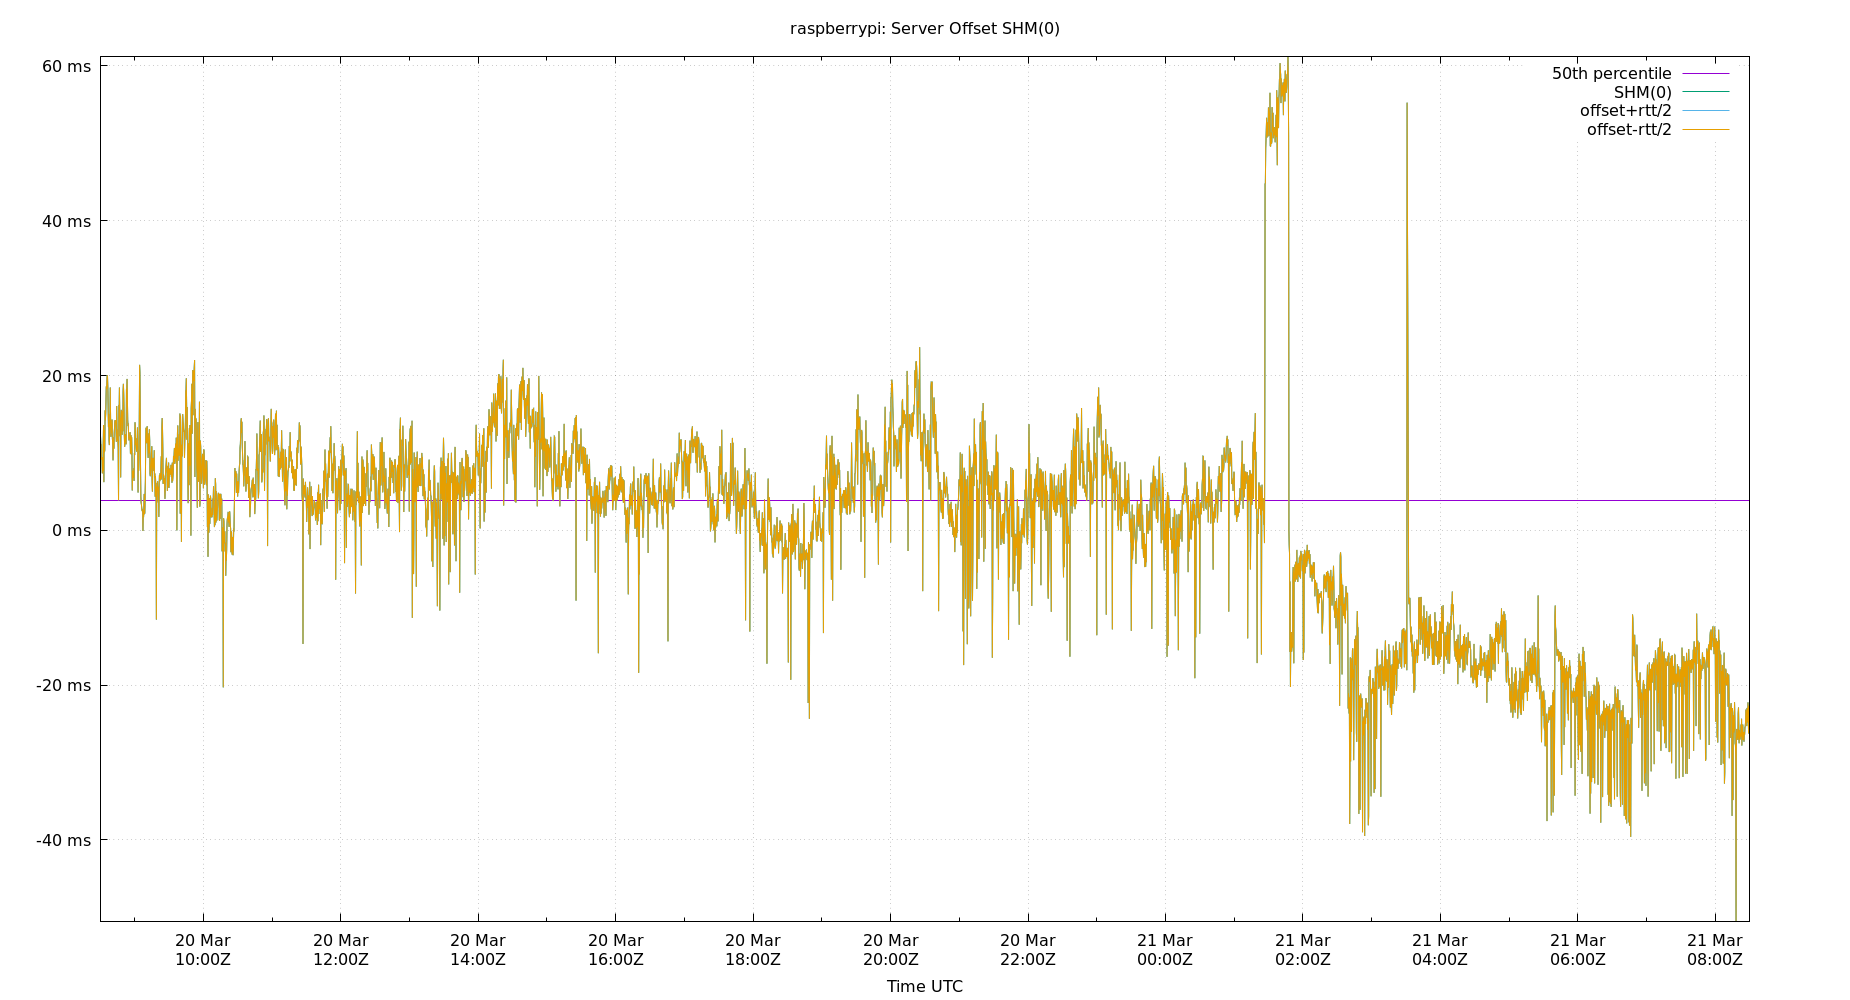 raspberrypi: Server Offset SHM(0)
60 ms
40 ms
20 ms
0 ms
-20 ms
-40 ms
50th percentile
SHM(0)
offset+rtt/2
offset-rtt/2
20 Mar 20 Mar 20 Mar 20 Mar 20 Mar 20 Mar 20 Mar 21 Mar 21 Mar 21 Mar 21 Mar 21 Mar
10:00Z 12:00Z 14:00Z 16:00Z 18:00Z 20:00Z 22:00Z 00:00Z 02:00Z 04:00Z 06:00Z 08:00Z
Time UTC